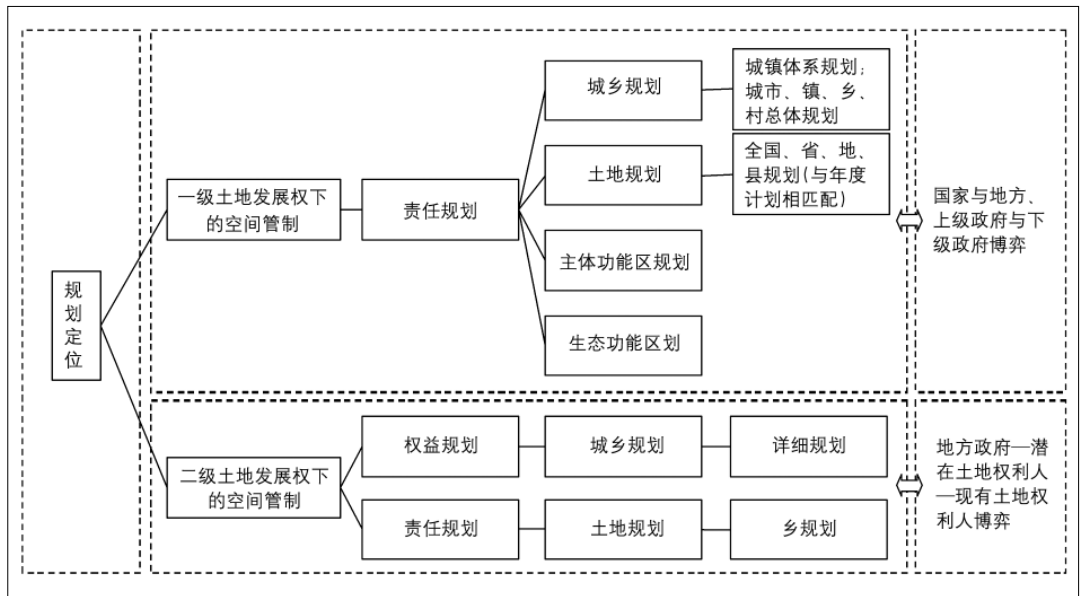 规
划
定
位
一级土地发展权下
的空间管制
责任规划
城乡规划
城镇体系规划；
城市、镇、乡、
村总体规划
土地规划
全国、省、地、
县规划(与年度
计划相匹配)
主体功能区规划
生态功能区划
国家与地方、
上级政府与下
级政府博弈
二级土地发展权下
的空间管制
权益规划
城乡规划
详细规划
责任规划
土地规划
乡规划
地方政府—潜
在土地权利人
—现有土地权
利人博弈